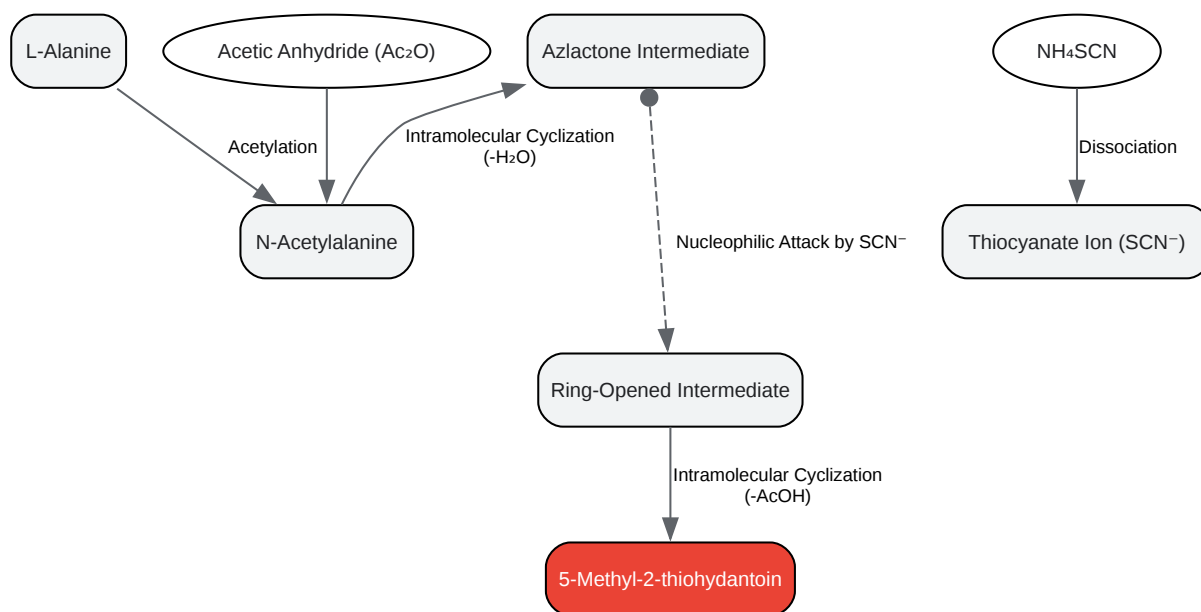 L-Alanine
Acetic Anhydride (Ac₂O)
Azlactone Intermediate
NH₄SCN
Acetylation
Intramolecular Cyclization
(-H₂O)
Dissociation
N-Acetylalanine
Nucleophilic Attack by SCN⁻
Thiocyanate Ion (SCN⁻)
Ring-Opened Intermediate
Intramolecular Cyclization
(-AcOH)
5-Methyl-2-thiohydantoin